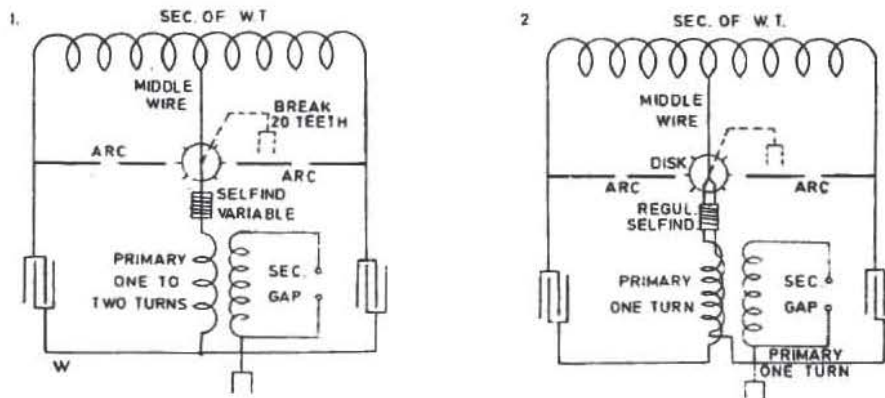 1.
SEC. OF W.T
MIDDLE
WIRE
BREAK
20 TEETH
ARC
ARC
SELFIND
VARIABLE
PRIMARY
ONE TO
TWO TURNS
SEC.
GAP
W
2
SEC. OF W.T.
MIDDLE
WIRE
DISK
ARC
ARC
REGUL.
SELFIND.
PRIMARY
ONE TURN
SEC.
GAP
PRIMARY
ONE TURN